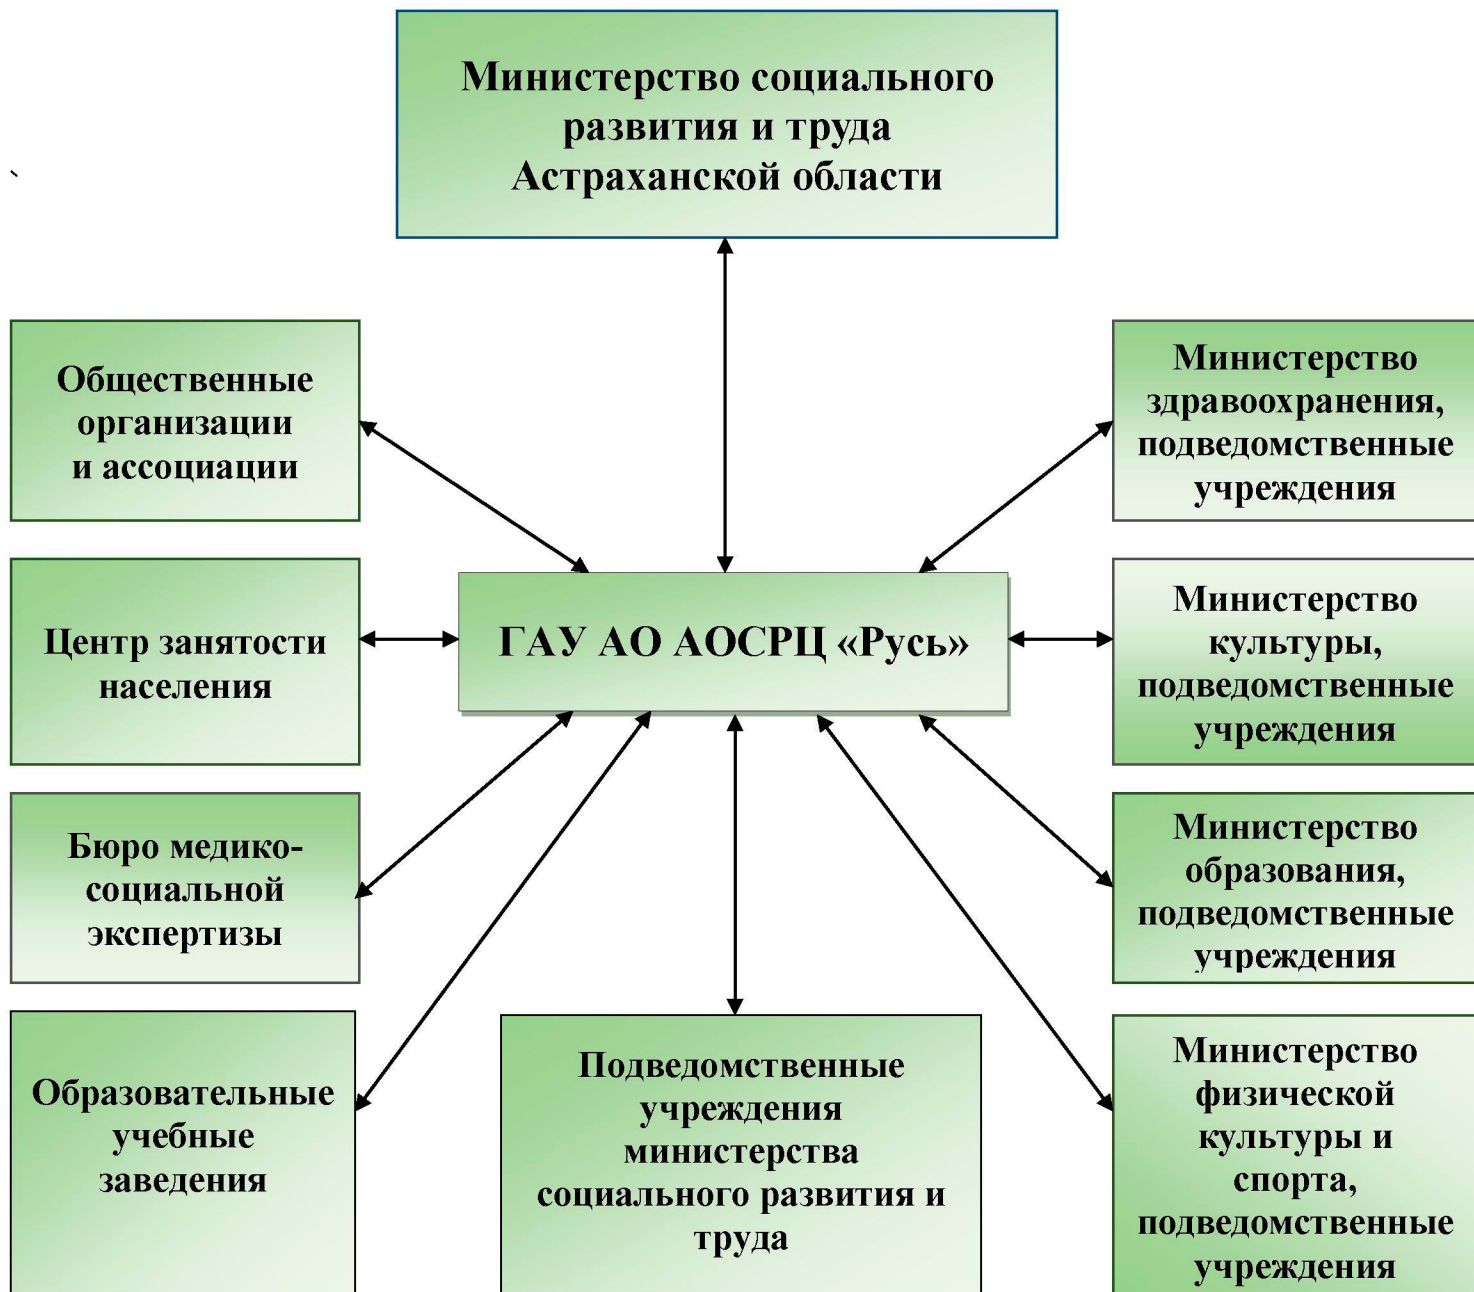 Министерство социального
развития и труда
Астраханской области
Общественные
организации
и ассоциации
Министерство
здравоохранения,
подведомственные
учреждения
Центр занятости
населения
ГАУ АО АОСРЦ «Русь»
Министерство
культуры,
подведомственные
учреждения
Бюро медико-
социальной
экспертизы
Министерство
образования,
подведомственные
учреждения
Образовательные
учебные
заведения
Подведомственные
учреждения
министерства
социального развития и
труда
Министерство
физической
культуры и
спорта,
подведомственные
учреждения